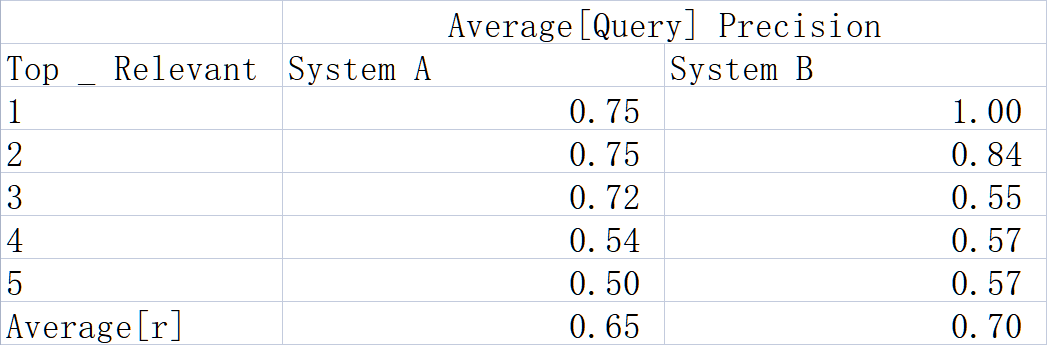 Average[Query] Precision
Top _ Relevant System A System B
1 0.75 1.00
2 0.75 0.84
3 0.72 0.55
4 0.54 0.57
5 0.50 0.57
Average[r] 0.65 0.70